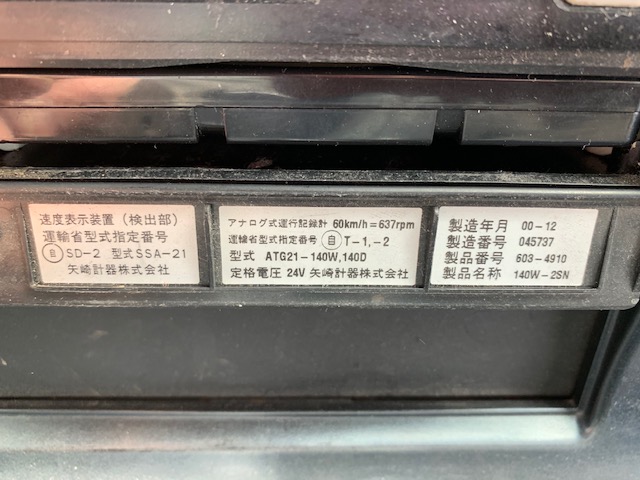 速度表示装置（検出部）
運輸省型式指定番号
自 SD-2 型式SSA-21
矢崎計器株式会社
アナログ式運行記録計 60km/h=637rpm
運輸省型式指定番号 自 T-1,-2
型式 ATG21-140W,140D
定格電圧 24V 矢崎計器株式会社
製造年月 00-12
製造番号 045737
製品番号 603-4910
製品名称 140W-2SN